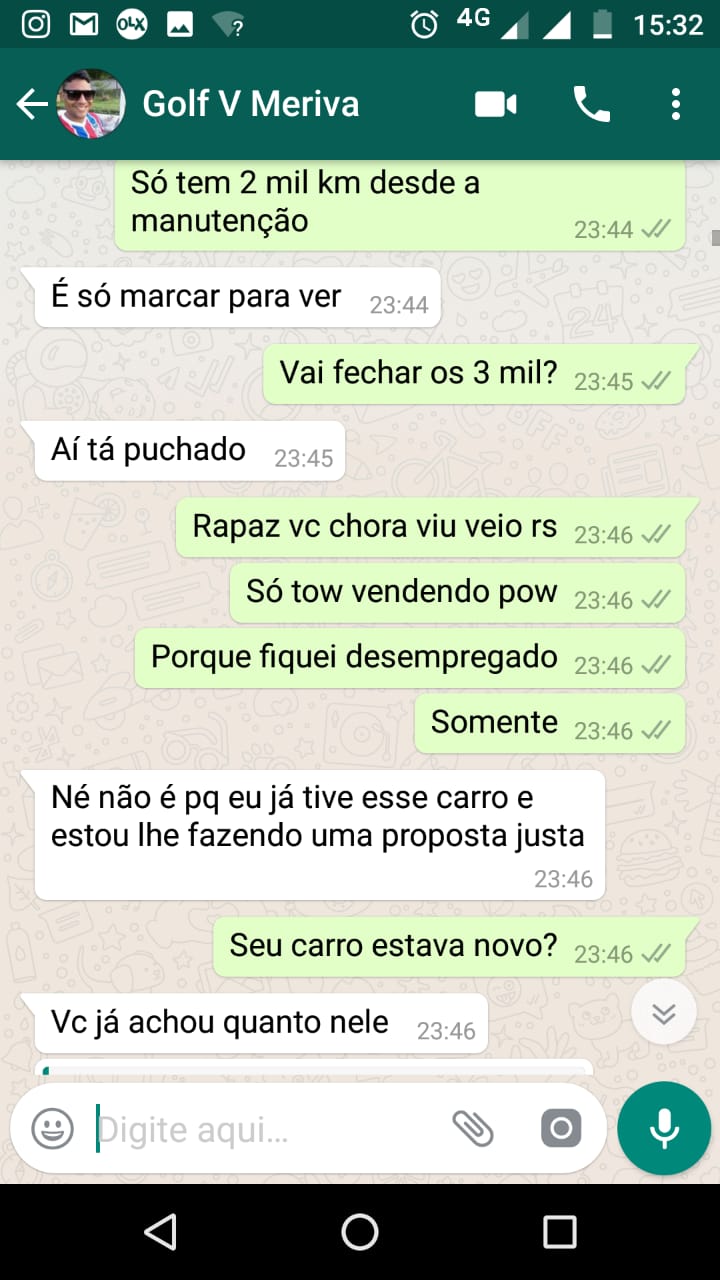 OLX
?
4G
15:32
Golf V Meriva
Só tem 2 mil km desde a
manutenção
23:44
É só marcar para ver
23:44
Vai fechar os 3 mil?
23:45
Aí tá puchado
23:45
Rapaz vc chora viu veio rs
23:46
Só tow vendendo pow
23:46
Porque fiquei desempregado
23:46
Somente
23:46
Né não é pq eu já tive esse carro e
estou lhe fazendo uma proposta justa
23:46
Seu carro estava novo?
23:46
Vc já achou quanto nele
23:46
Digite aqui...